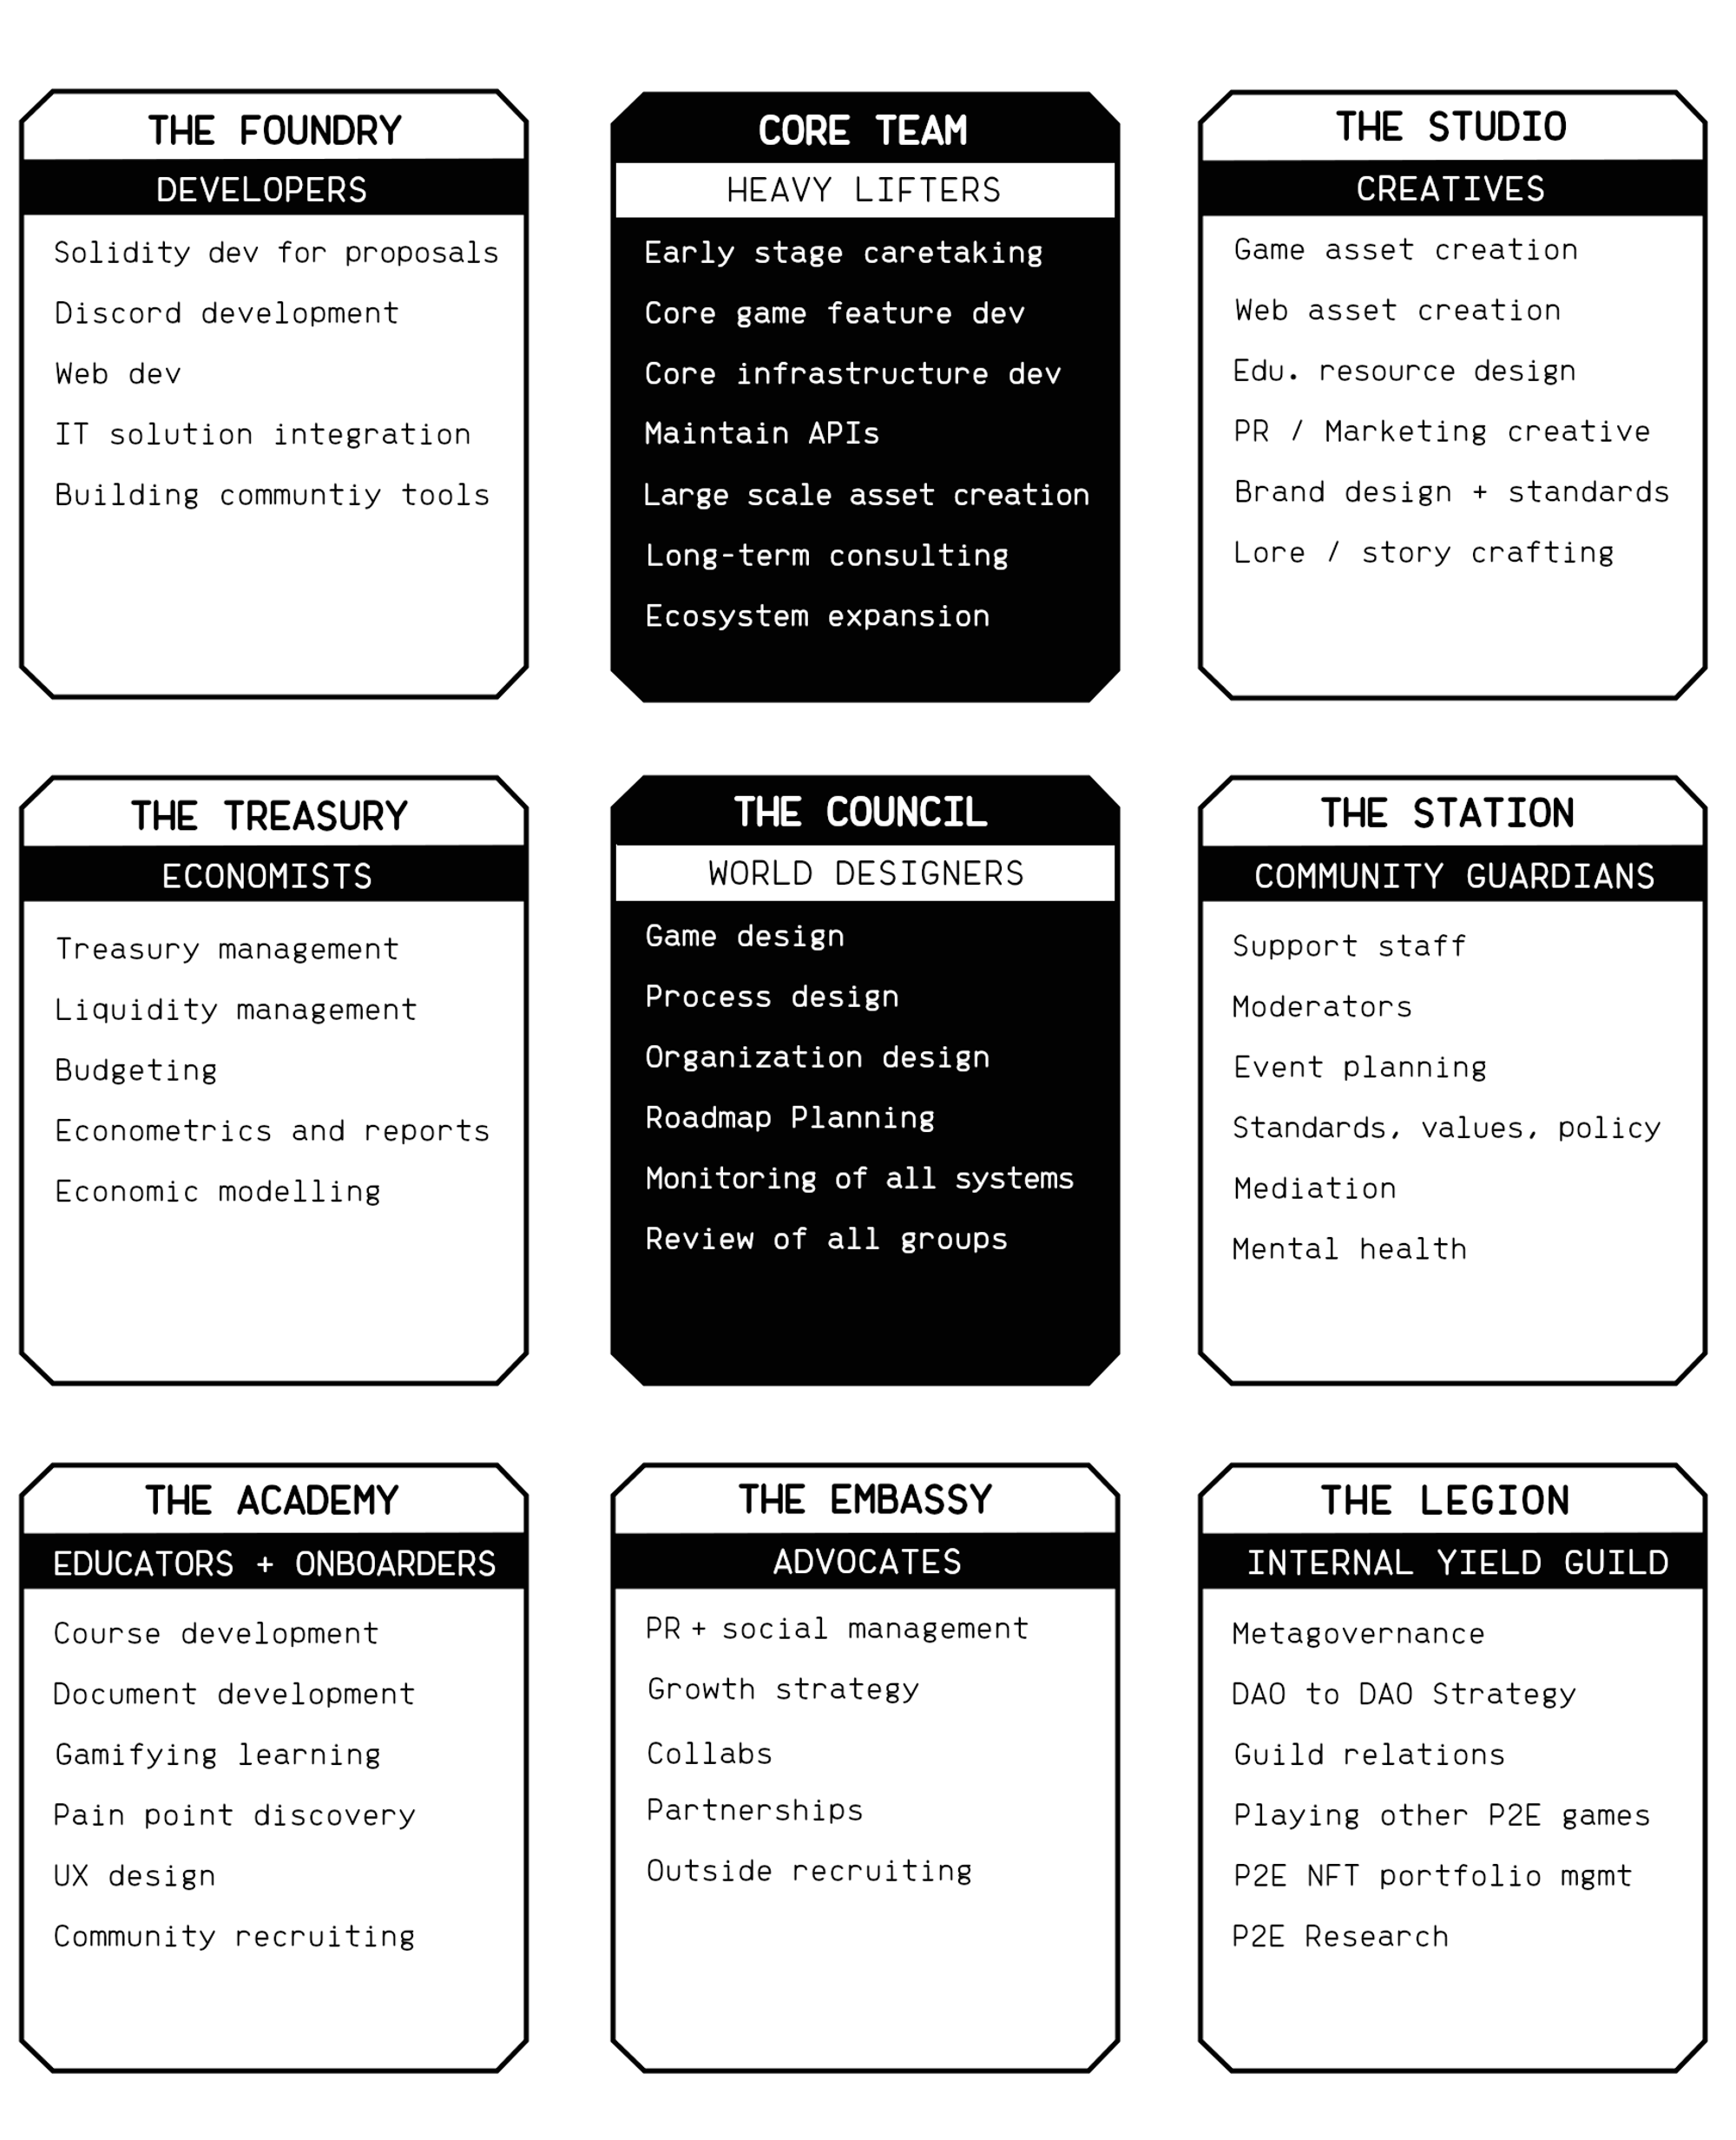 THE FOUNDRY
DEVELOPERS
Solidity dev for proposals
Discord development
Web dev
IT solution integration
Building communtiy tools
CORE TEAM
HEAVY LIFTERS
Early stage caretaking
Core game feature dev
Core infrastructure dev
Maintain APIs
Large scale asset creation
Long-term consulting
Ecosystem expansion
THE STUDIO
CREATIVES
Game asset creation
Web asset creation
Edu. resource design
PR / Marketing creative
Brand design + standards
Lore / story crafting
THE TREASURY
ECONOMISTS
Treasury management
Liquidity management
Budgeting
Econometrics and reports
Economic modelling
THE COUNCIL
WORLD DESIGNERS
Game design
Process design
Organization design
Roadmap Planning
Monitoring of all systems
Review of all groups
THE STATION
COMMUNITY GUARDIANS
Support staff
Moderators
Event planning
Standards, values, policy
Mediation
Mental health
THE ACADEMY
EDUCATORS + ONBOARDERS
Course development
Document development
Gamifying learning
Pain point discovery
UX design
Community recruiting
THE EMBASSY
ADVOCATES
PR + social management
Growth strategy
Collabs
Partnerships
Outside recruiting
THE LEGION
INTERNAL YIELD GUILD
Metagovernance
DAO to DAO Strategy
Guild relations
Playing other P2E games
P2E NFT portfolio mgmt
P2E Research